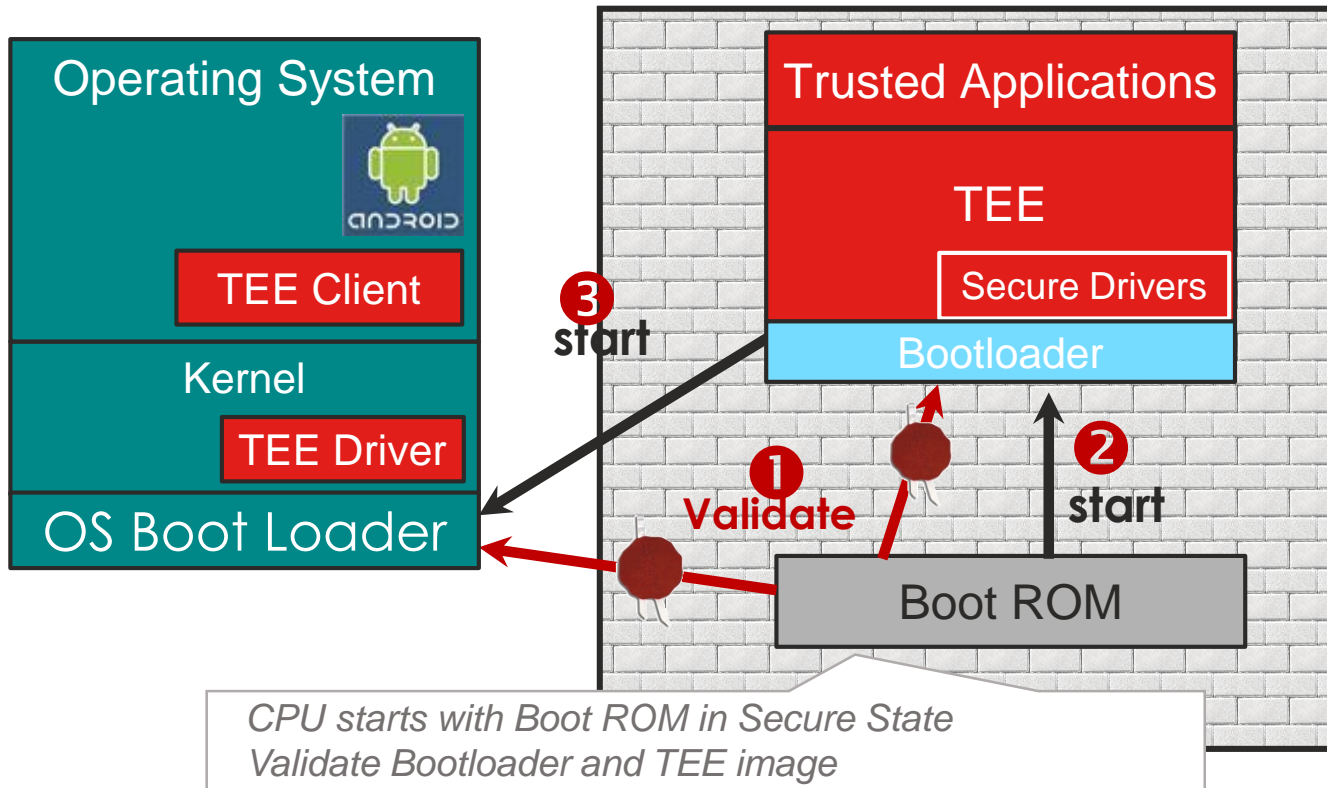 Operating System
ANDROID
TEE Client
Kernel
TEE Driver
OS Boot Loader
Trusted Applications
TEE
Secure Drivers
Bootloader
3
start
1
Validate
2
start
Boot ROM
CPU starts with Boot ROM in Secure State
Validate Bootloader and TEE image